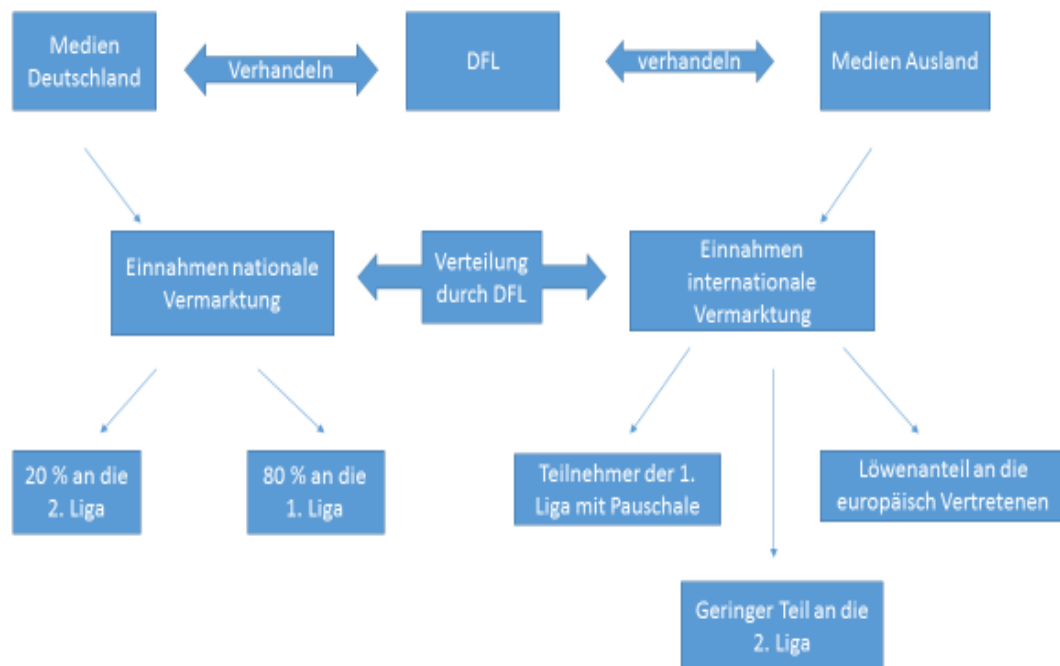 Medien
Deutschland
Verhandeln
DFL
verhandeln
Medien Ausland
Einnahmen nationale
Vermarktung
Verteilung
durch DFL
Einnahmen
internationale
Vermarktung
20 % an die
2. Liga
80 % an die
1. Liga
Teilnehmer der 1.
Liga mit Pauschale
Löwenanteil an die
europäisch Vertretenen
Geringer Teil an die
2. Liga